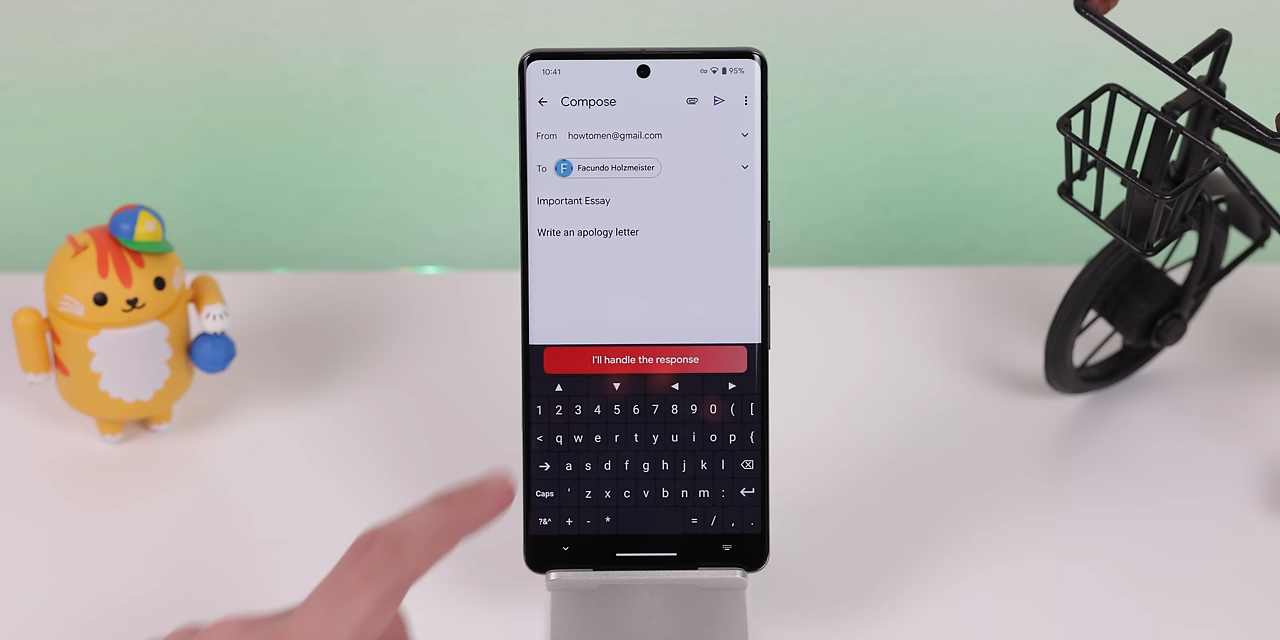 10:41 95%
Compose
From howtomen@gmail.com
To F Facundo Holzmeister
Important Essay
Write an apology letter
I'll handle the response
▲ ▼ ◀ ▶
1 2 3 4 5 6 7 8 9 0 ( [
< q w e r t y u i o p {
→ a s d f g h j k l
Caps ' z x c v b n m :
?&^ + - * = / , .